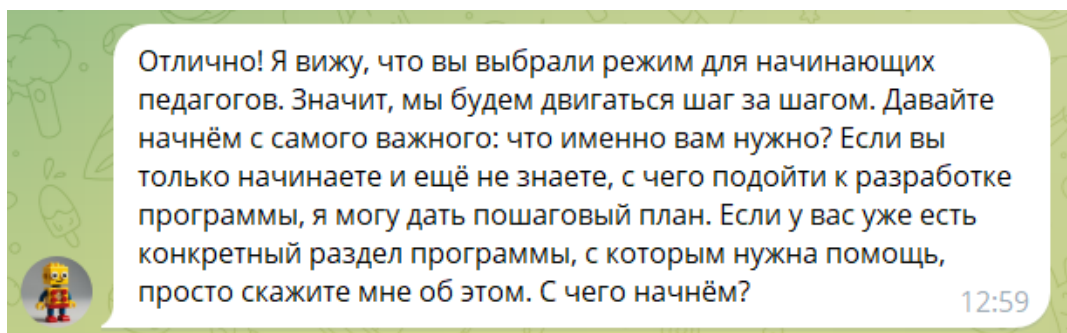 Отлично! Я вижу, что вы выбрали режим для начинающих
педагогов. Значит, мы будем двигаться шаг за шагом. Давайте
начнём с самого важного: что именно вам нужно? Если вы
только начинаете и ещё не знаете, с чего подойти к разработке
программы, я могу дать пошаговый план. Если у вас уже есть
конкретный раздел программы, с которым нужна помощь,
просто скажите мне об этом. С чего начнём?
12:59